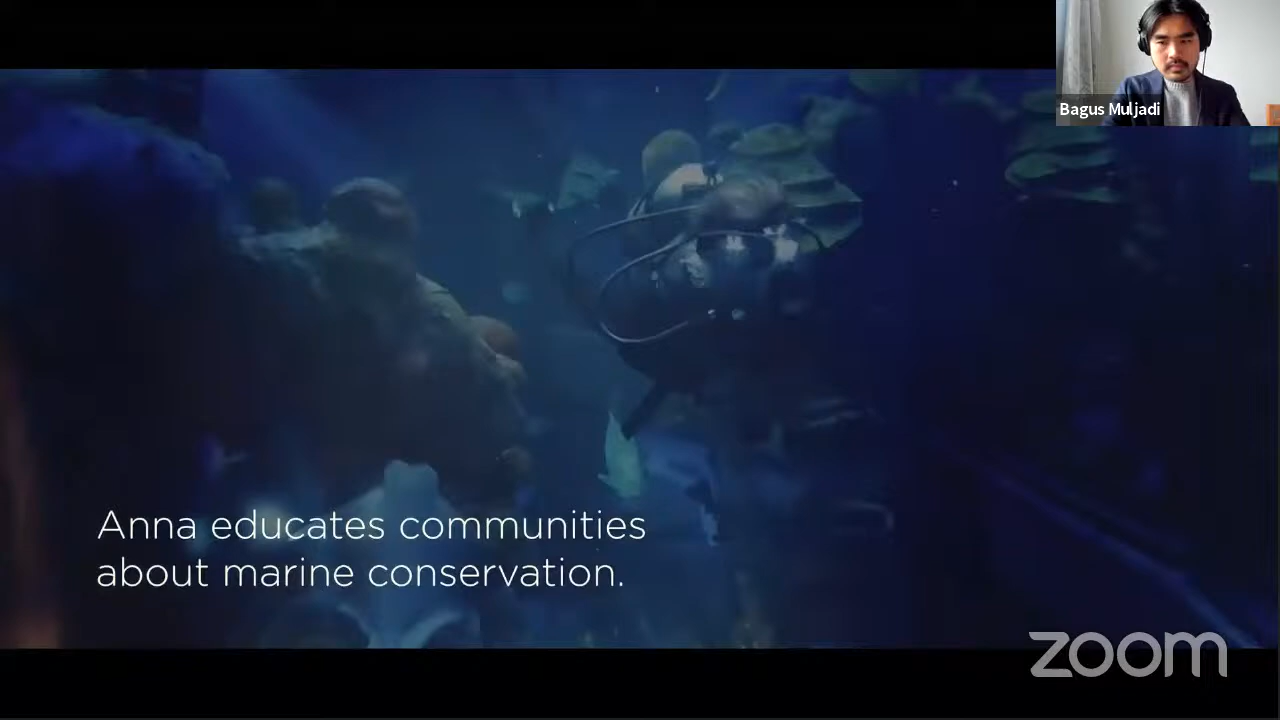 Bagus Muljadi
Anna educates communities
about marine conservation.
zoom